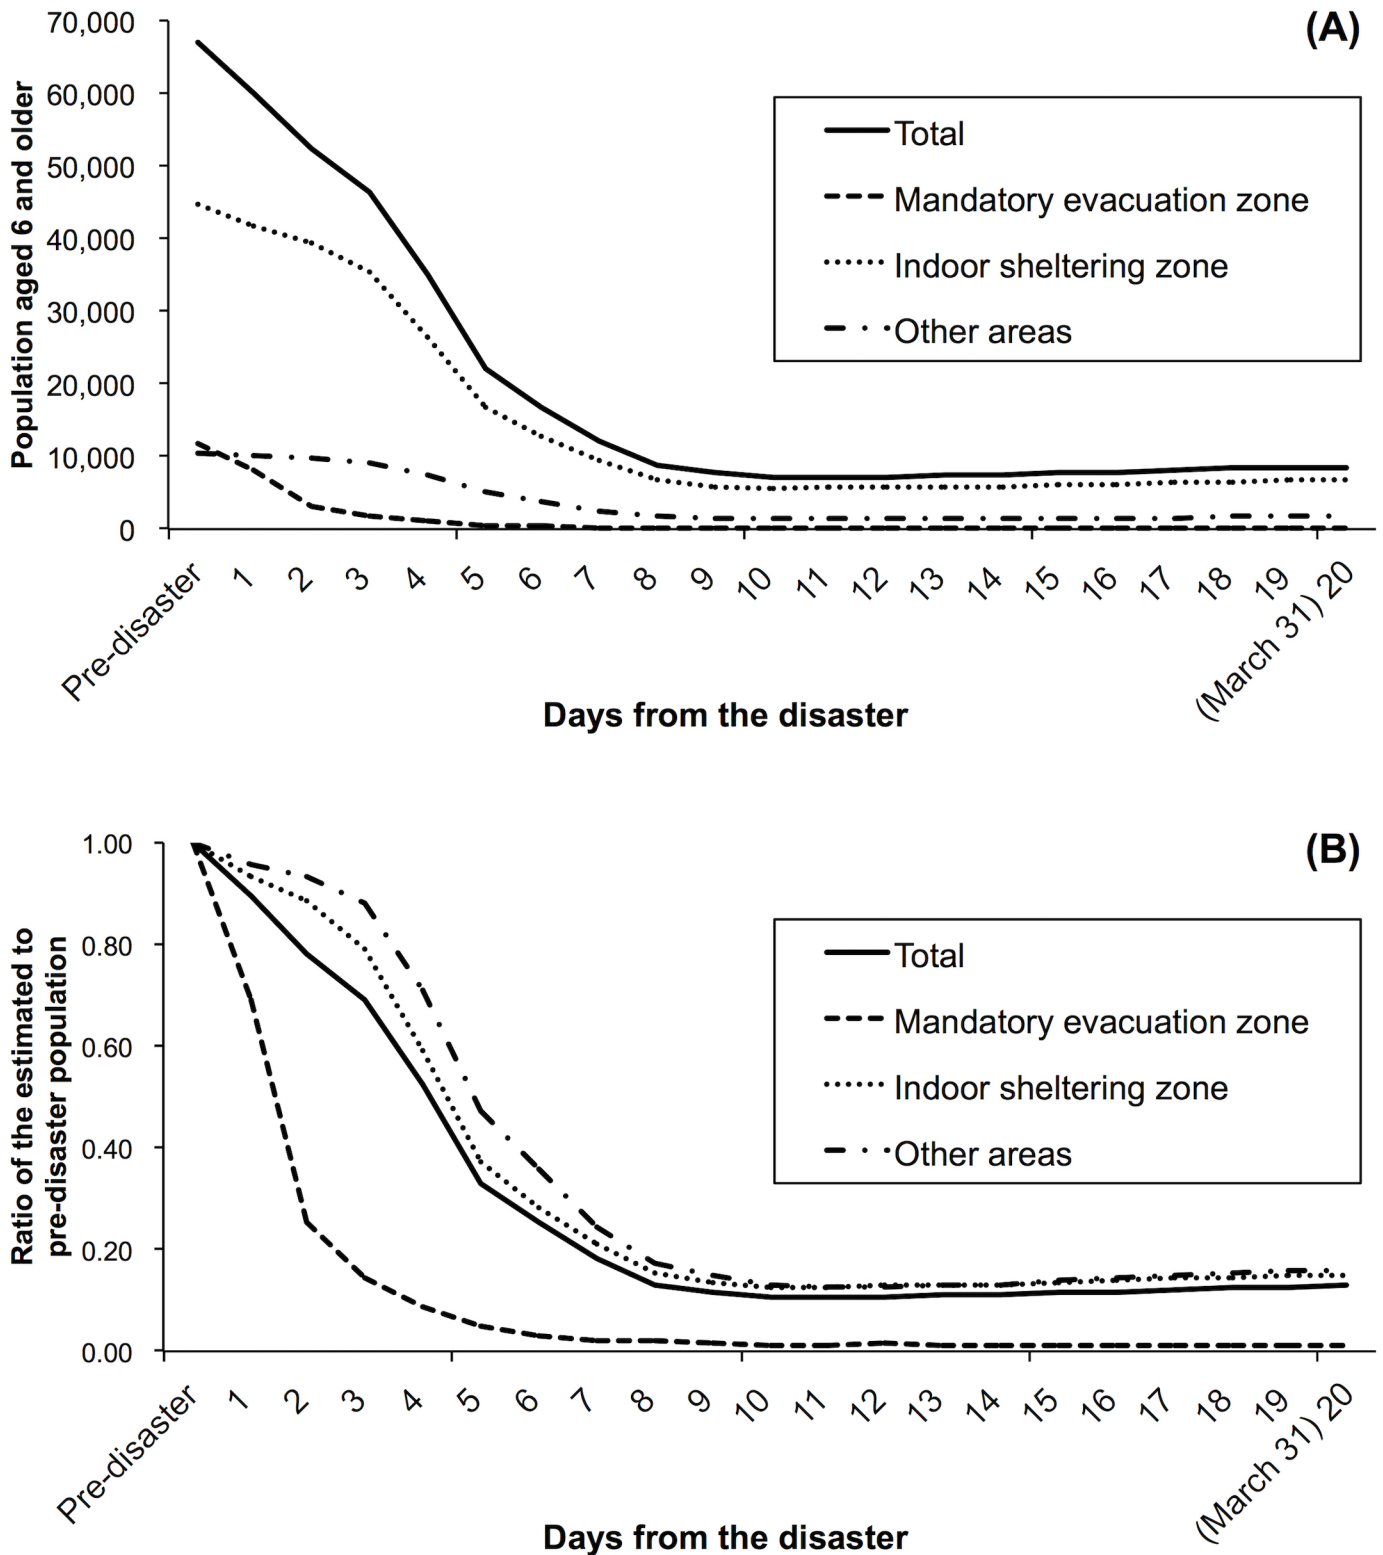 (A)
70,000
60,000
50,000
40,000
30,000
20,000
10,000
0
Population aged 6 and older
Total
Mandatory evacuation zone
Indoor sheltering zone
Other areas
Pre-disaster
1
2
3
4
5
6
7
8
9
10
11
12
13
14
15
16
17
18
19
(March 31) 20
Days from the disaster
(B)
1.00
0.80
0.60
0.40
0.20
0.00
Ratio of the estimated to
pre-disaster population
Total
Mandatory evacuation zone
Indoor sheltering zone
Other areas
Pre-disaster
1
2
3
4
5
6
7
8
9
10
11
12
13
14
15
16
17
18
19
(March 31) 20
Days from the disaster